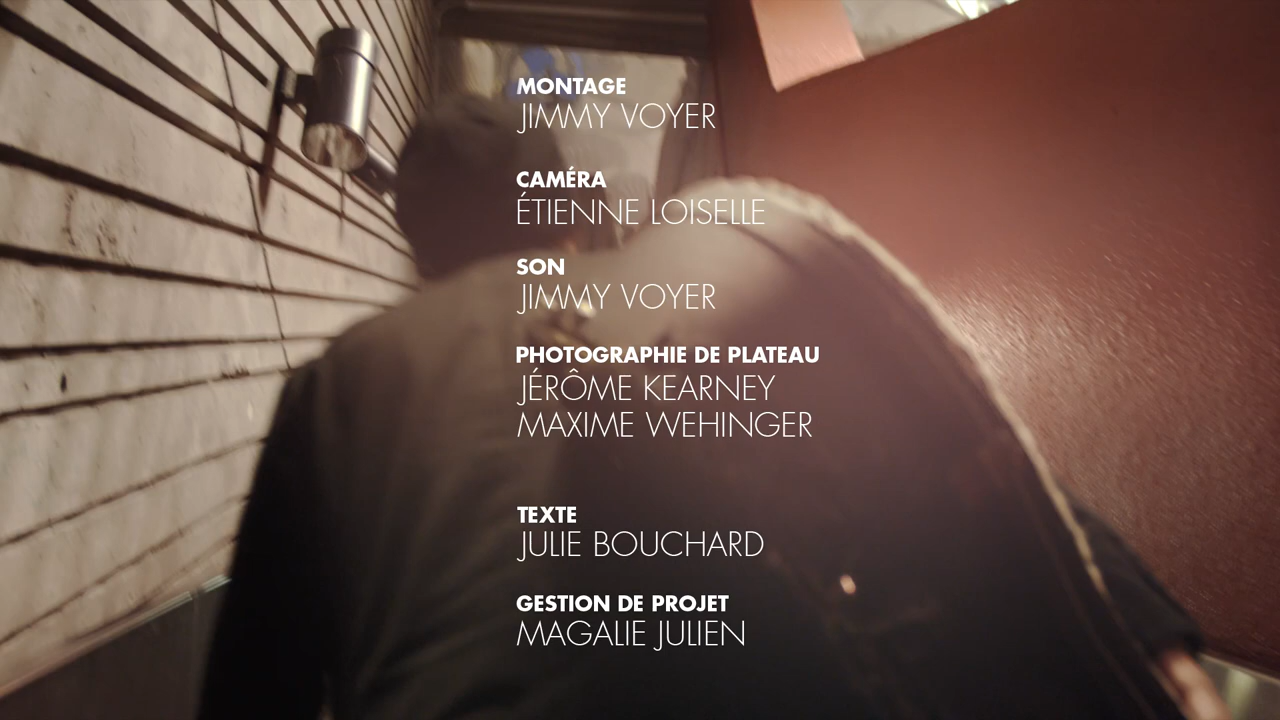 MONTAGE
JIMMY VOYER
CAMÉRA
ÉTIENNE LOISELLE
SON
JIMMY VOYER
PHOTOGRAPHIE DE PLATEAU
JÉRÔME KEARNEY
MAXIME WEHINGER
TEXTE
JULIE BOUCHARD
GESTION DE PROJET
MAGALIE JULIEN